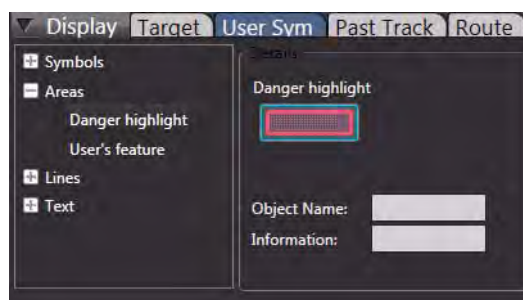 Display Target User Sym Past Track Route
Details
Symbols
Areas
Danger highlight
User's feature
Lines
Text
Danger highlight
Object Name:
Information: